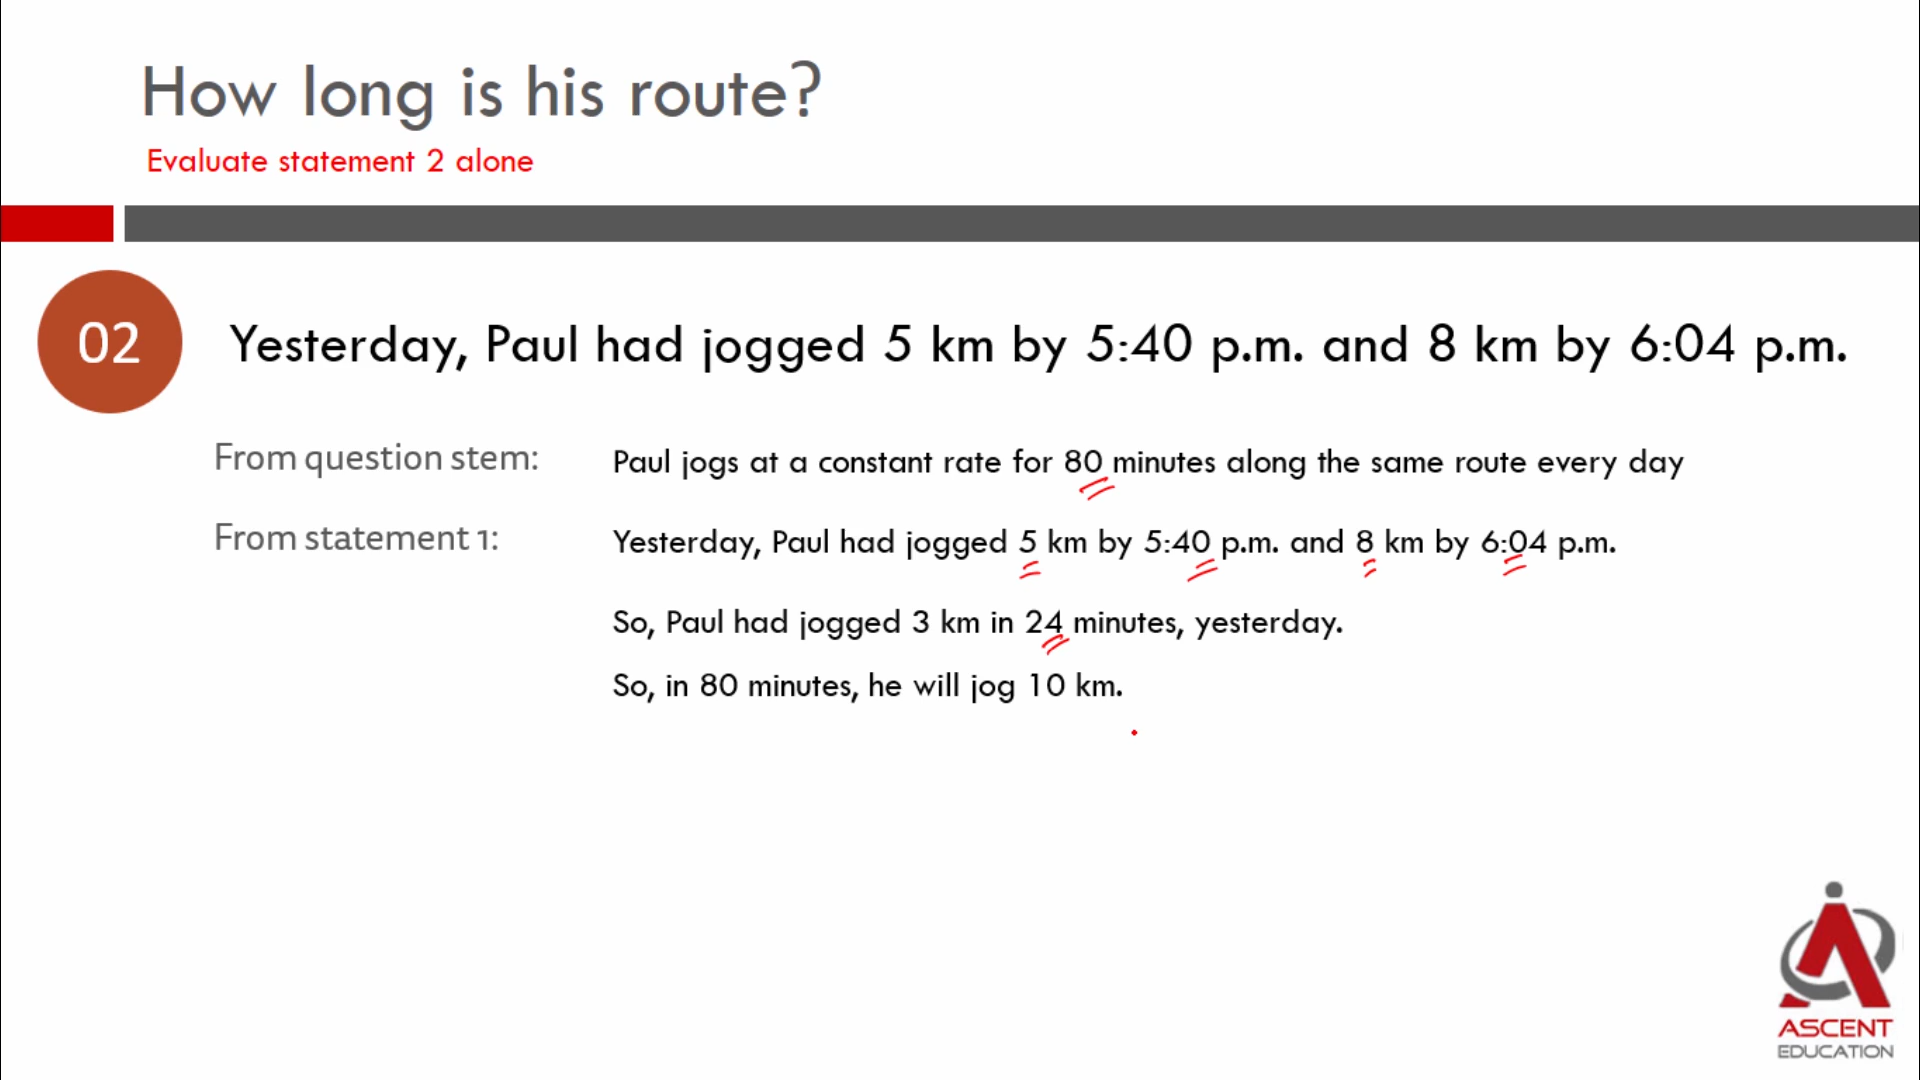 How long is his route?
Evaluate statement 2 alone
02
Yesterday, Paul had jogged 5 km by 5:40 p.m. and 8 km by 6:04 p.m.
From question stem:
Paul jogs at a constant rate for 80 minutes along the same route every day
From statement 1:
Yesterday, Paul had jogged 5 km by 5:40 p.m. and 8 km by 6:04 p.m.
So, Paul had jogged 3 km in 24 minutes, yesterday.
So, in 80 minutes, he will jog 10 km.
ASCENT
EDUCATION